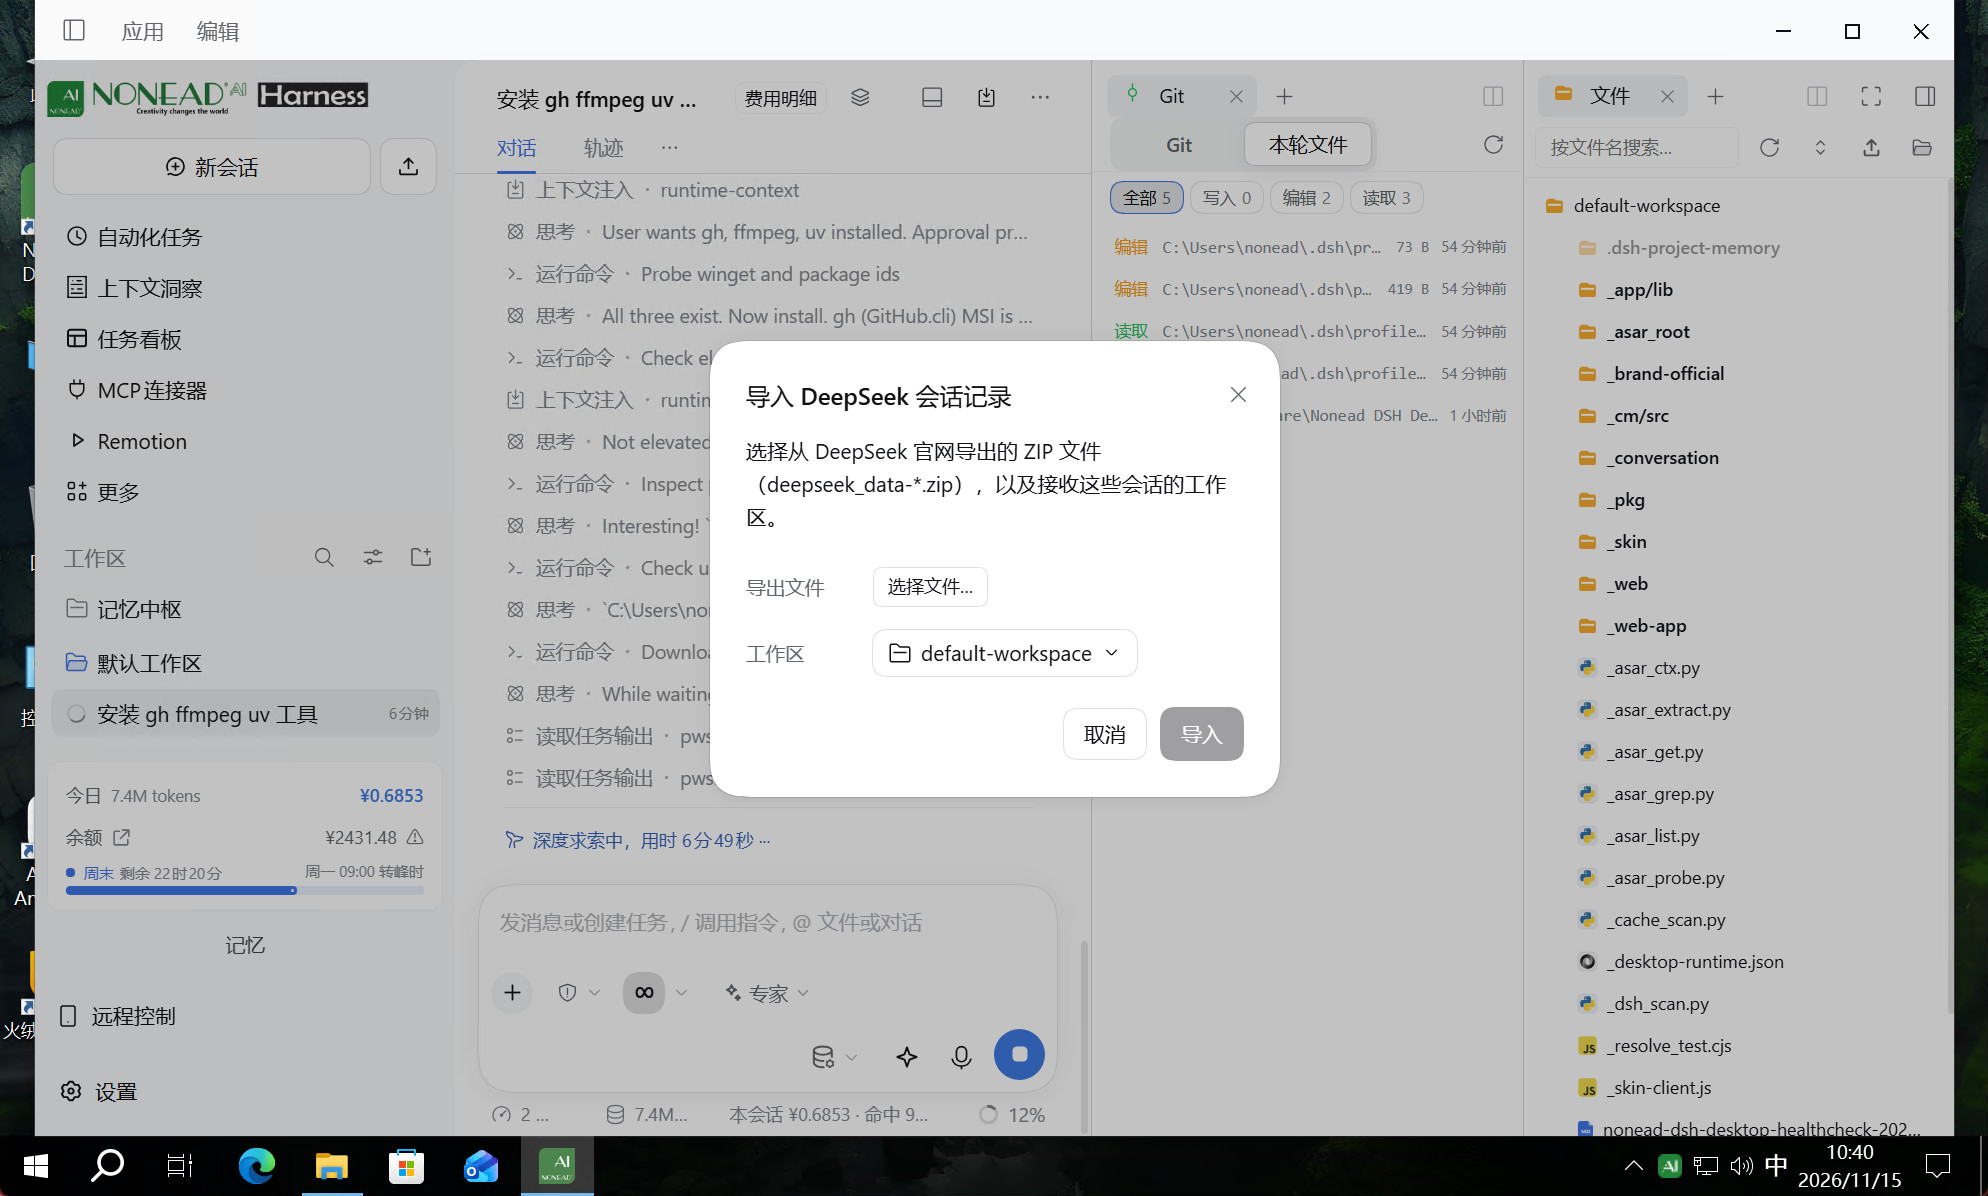 应用 编辑
AI NONEAD NONEAD AI Harness
Creativity changes the world
新会话
自动化任务
上下文洞察
任务看板
MCP连接器
Remotion
更多
工作区
记忆中枢
默认工作区
安装 gh ffmpeg uv 工具 6分钟
今日 7.4M tokens ¥0.6853
余额 ¥2431.48
周末 剩余 22时20分 周一 09:00 转峰时
记忆
远程控制
设置
安装 gh ffmpeg uv ... 费用明细
对话 轨迹 ...
上下文注入 · runtime-context
思考 · User wants gh, ffmpeg, uv installed. Approval pr...
运行命令 · Probe winget and package ids
思考 · All three exist. Now install. gh (GitHub.cli) MSI is ...
运行命令 · Check el
上下文注入 · runtin
思考 · Not elevated
运行命令 · Inspect
思考 · Interesting! `
运行命令 · Check u
思考 · `C:\Users\no
运行命令 · Downloa
思考 · While waiting
读取任务输出 · pws
读取任务输出 · pws
深度求索中，用时 6分49秒 ...
发消息或创建任务, / 调用指令, @ 文件或对话
专家
2 ... 7.4M... 本会话 ¥0.6853 · 命中 9... 12%
Git
Git 本轮文件
全部 5 写入 0 编辑 2 读取 3
编辑 C:\Users\nonead\.dsh\pr... 73 B 54 分钟前
编辑 C:\Users\nonead\.dsh\p... 419 B 54 分钟前
读取 C:\Users\nonead\.dsh\profile... 54 分钟前
ad\.dsh\profile... 54 分钟前
are\Nonead DSH De... 1 小时前
导入 DeepSeek 会话记录
选择从 DeepSeek 官网导出的 ZIP 文件
（deepseek_data-*.zip），以及接收这些会话的工作
区。
导出文件 选择文件...
工作区 default-workspace
取消 导入
文件
按文件名搜索...
default-workspace
.dsh-project-memory
_app/lib
_asar_root
_brand-official
_cm/src
_conversation
_pkg
_skin
_web
_web-app
_asar_ctx.py
_asar_extract.py
_asar_get.py
_asar_grep.py
_asar_list.py
_asar_probe.py
_cache_scan.py
_desktop-runtime.json
_dsh_scan.py
_resolve_test.cjs
_skin-client.js
nonead-dsh-desktop-healthcheck-202...
N
D
控
A
An
火绒
AI NONEAD
AI 中 10:40
2026/11/15